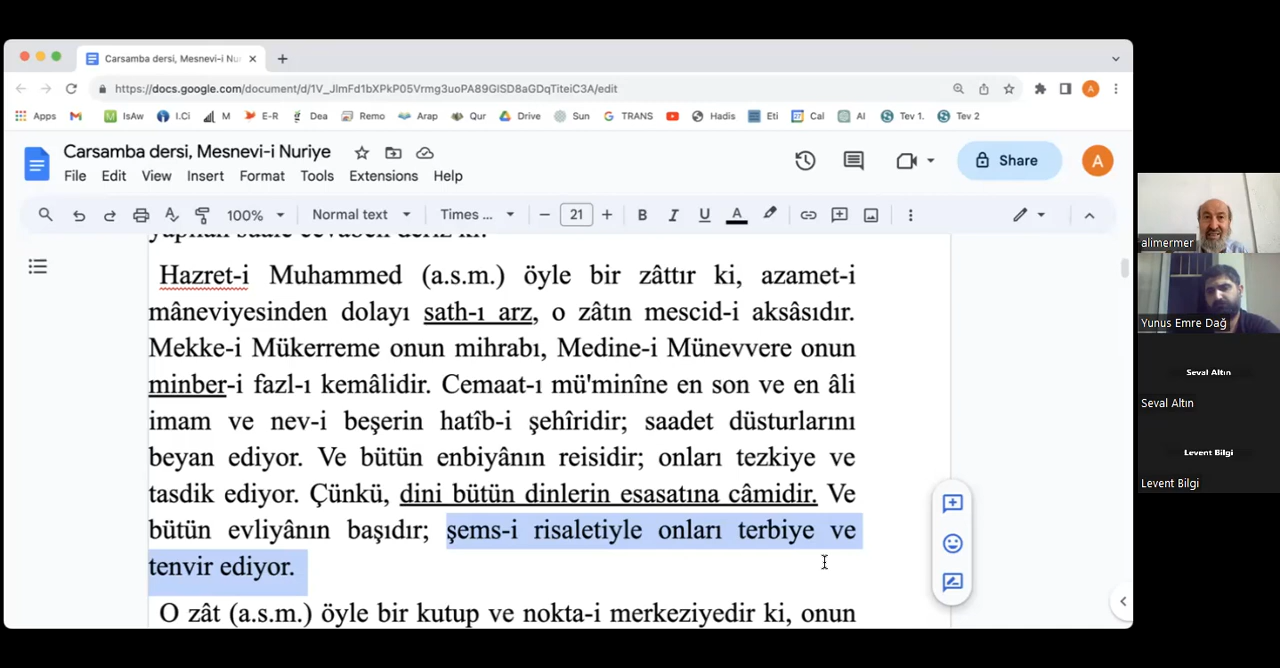 Carsamba dersi, Mesnevi-i Nu
https://docs.google.com/document/d/1V_JlmFd1bXPkP05Vrmg3uoPA89GlSD8aGDqTiteiC3A/edit
A
Apps IsAw I.Ci M E-R Dea Remo Arap Qur Drive Sun TRANS Hadis Eti Cal AI Tev 1. Tev 2
Carsamba dersi, Mesnevi-i Nuriye
File Edit View Insert Format Tools Extensions Help
Share
A
100% Normal text Times ... 21 B I U A
yapılan suale cevaben deriz ki:
Hazret-i Muhammed (a.s.m.) öyle bir zâttır ki, azamet-i
mâneviyesinden dolayı sath-ı arz, o zâtın mescid-i aksâsıdır.
Mekke-i Mükerreme onun mihrabı, Medine-i Münevvere onun
minber-i fazl-ı kemâlidir. Cemaat-ı mü'minîne en son ve en âli
imam ve nev-i beşerin hatîb-i şehîridir; saadet düsturlarını
beyan ediyor. Ve bütün enbiyânın reisidir; onları tezkiye ve
tasdik ediyor. Çünkü, dini bütün dinlerin esasatına câmidir. Ve
bütün evliyânın başıdır; şems-i risaletiyle onları terbiye ve
tenvir ediyor.
O zât (a.s.m.) öyle bir kutup ve nokta-i merkeziyedir ki, onun
alimermer
Yunus Emre Dağ
Seval Altın
Seval Altın
Levent Bilgi
Levent Bilgi